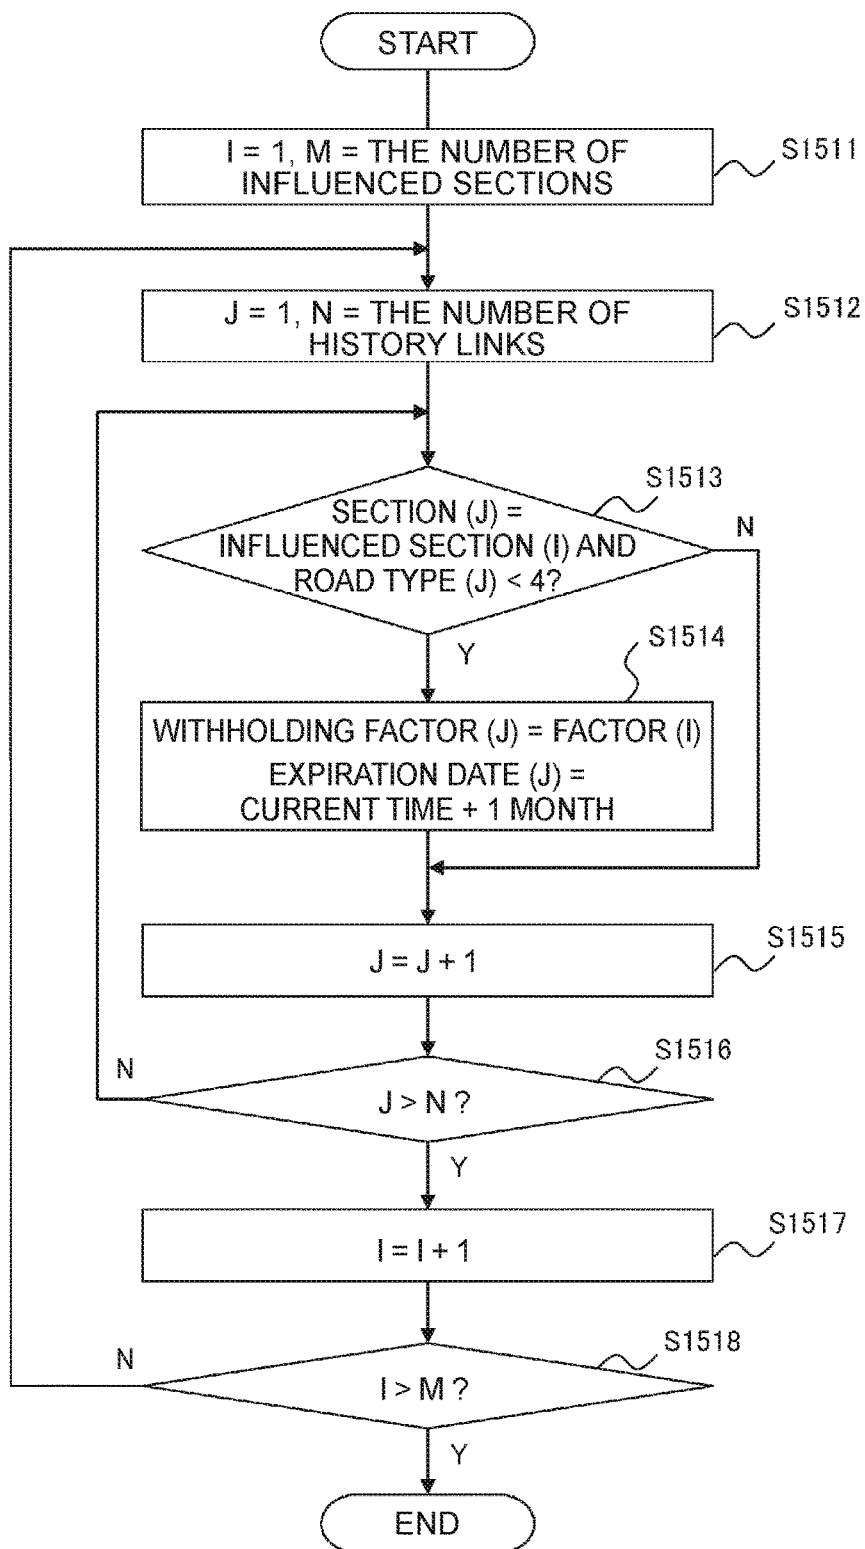 START
I = 1, M = THE NUMBER OF
INFLUENCED SECTIONS
S1511
J = 1, N = THE NUMBER OF
HISTORY LINKS
S1512
S1513
SECTION (J) =
INFLUENCED SECTION (I) AND
ROAD TYPE (J) < 4?
N
Y
S1514
WITHHOLDING FACTOR (J) = FACTOR (I)
EXPIRATION DATE (J) =
CURRENT TIME + 1 MONTH
J = J + 1
S1515
S1516
N
J > N ?
Y
I = I + 1
S1517
S1518
N
I > M ?
Y
END